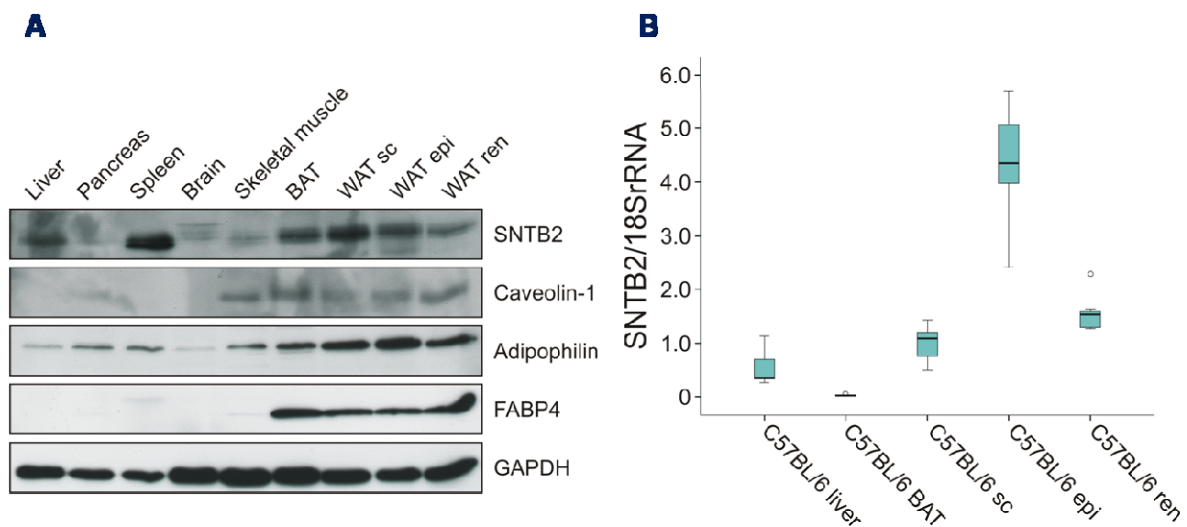 A
Liver
Pancreas
Spleen
Brain
Skeletal muscle
BAT
WAT sc
WAT epi
WAT ren
SNTB2
Caveolin-1
Adipophilin
FABP4
GAPDH
B
SNTB2/18SrRNA
6.0
5.0
4.0
3.0
2.0
1.0
0
C57BL/6 liver
C57BL/6 BAT
C57BL/6 sc
C57BL/6 epi
C57BL/6 ren